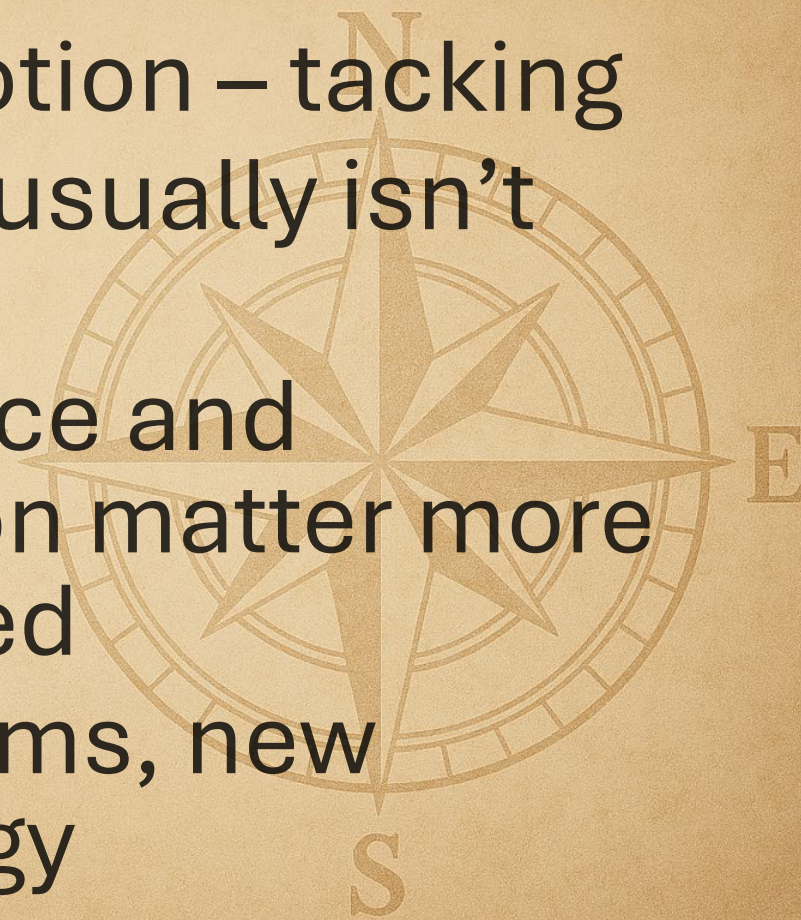 N
otion – tacking
usually isn’t
ce and
E
on matter more
ed
ms, new
gy
S